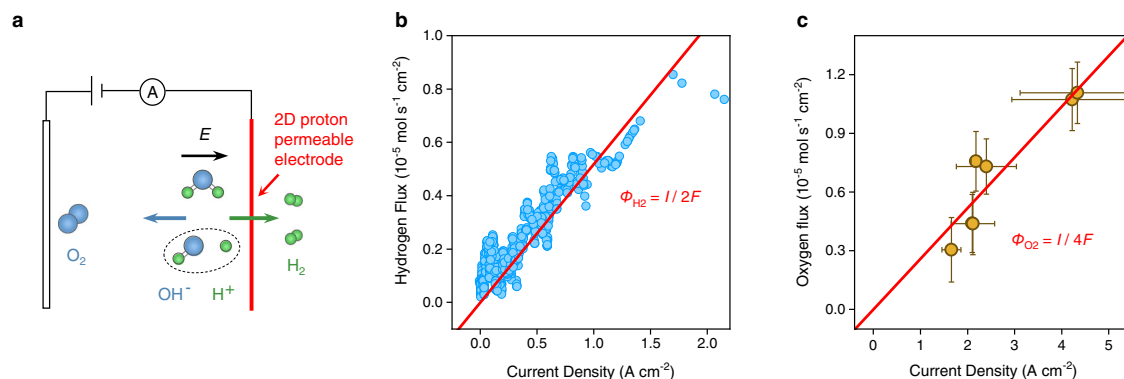 a
A
E
2D proton
permeable
electrode
O₂
OH⁻
H⁺
H₂
b
Hydrogen Flux (10⁻⁵ mol s⁻¹ cm⁻²)
1.0
0.8
0.6
0.4
0.2
0.0
Φ_H2 = I / 2F
0.0 0.5 1.0 1.5 2.0
Current Density (A cm⁻²)
c
Oxygen flux (10⁻⁵ mol s⁻¹ cm⁻²)
1.2
0.9
0.6
0.3
0.0
Φ_O2 = I / 4F
0 1 2 3 4 5
Current Density (A cm⁻²)